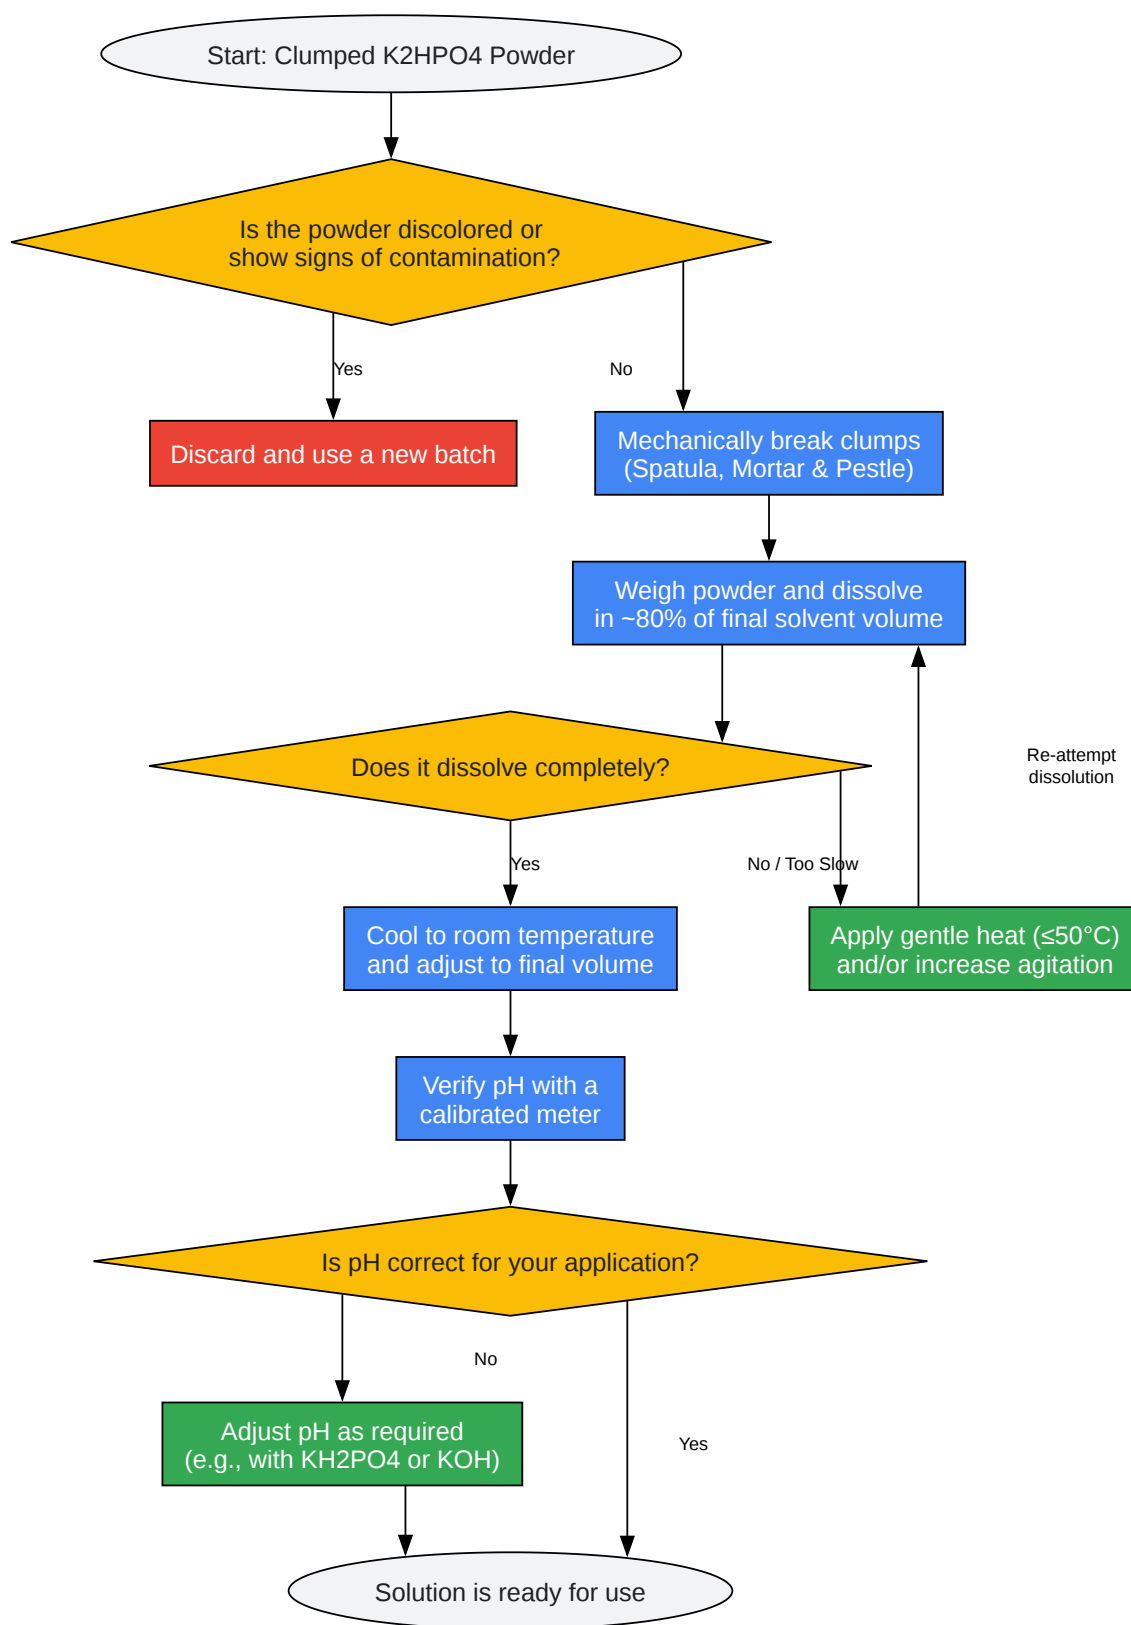 Start: Clumped K2HPO4 Powder
Is the powder discolored or
show signs of contamination?
Yes
No
Discard and use a new batch
Mechanically break clumps
(Spatula, Mortar & Pestle)
Weigh powder and dissolve
in ~80% of final solvent volume
Does it dissolve completely?
Re-attempt
dissolution
Yes
No / Too Slow
Cool to room temperature
and adjust to final volume
Apply gentle heat (≤50°C)
and/or increase agitation
Verify pH with a
calibrated meter
Is pH correct for your application?
No
Adjust pH as required
(e.g., with KH2PO4 or KOH)
Yes
Solution is ready for use